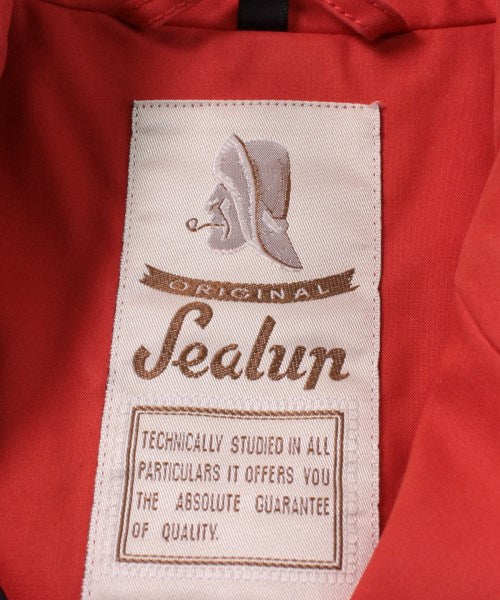 ORIGINAL
Sealup
TECHNICALLY STUDIED IN ALL
PARTICULARS IT OFFERS YOU
THE ABSOLUTE GUARANTEE
OF QUALITY.